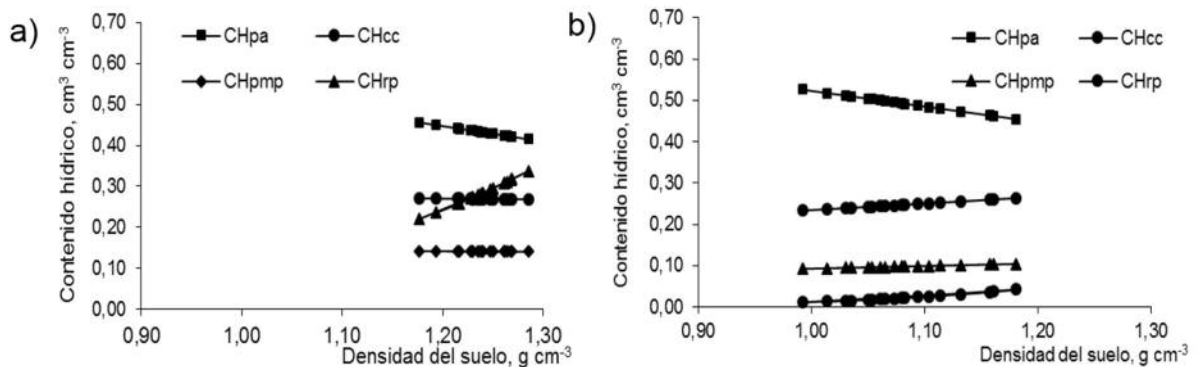 a)
Contenido hídrico, cm³ cm⁻³
0,70
0,60
0,50
0,40
0,30
0,20
0,10
0,00
CHpa CHcc
CHpmp CHrp
0,90 1,00 1,10 1,20 1,30
Densidad del suelo, g cm⁻³
b)
Contenido hídrico, cm³ cm⁻³
0,70
0,60
0,50
0,40
0,30
0,20
0,10
0,00
CHpa CHcc
CHpmp CHrp
0,90 1,00 1,10 1,20 1,30
Densidad del suelo, g cm⁻³